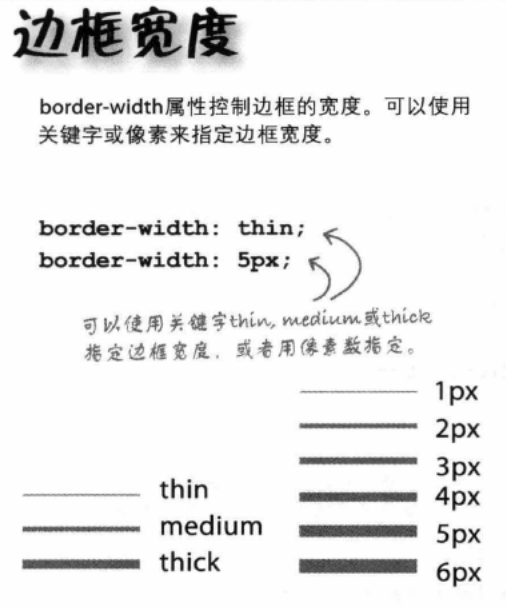 边框宽度
border-width属性控制边框的宽度。可以使用
关键字或像素来指定边框宽度。
border-width: thin;
border-width: 5px;
可以使用关键字thin, medium或thick
指定边框宽度，或者用像素数指定。
thin
medium
thick
1px
2px
3px
4px
5px
6px